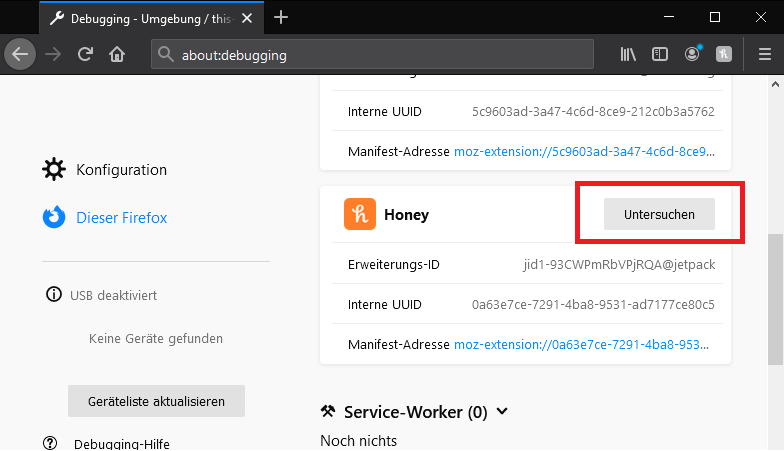 Debugging - Umgebung / this-
about:debugging
Interne UUID 5c9603ad-3a47-4c6d-8ce9-212c0b3a5762
Manifest-Adresse moz-extension://5c9603ad-3a47-4c6d-8ce9...
Konfiguration
Dieser Firefox
USB deaktiviert
Keine Geräte gefunden
Geräteliste aktualisieren
Debugging-Hilfe
Honey Untersuchen
Erweiterungs-ID jid1-93CWPmRbVPjRQA@jetpack
Interne UUID 0a63e7ce-7291-4ba8-9531-ad7177ce80c5
Manifest-Adresse moz-extension://0a63e7ce-7291-4ba8-953...
Service-Worker (0)
Noch nichts